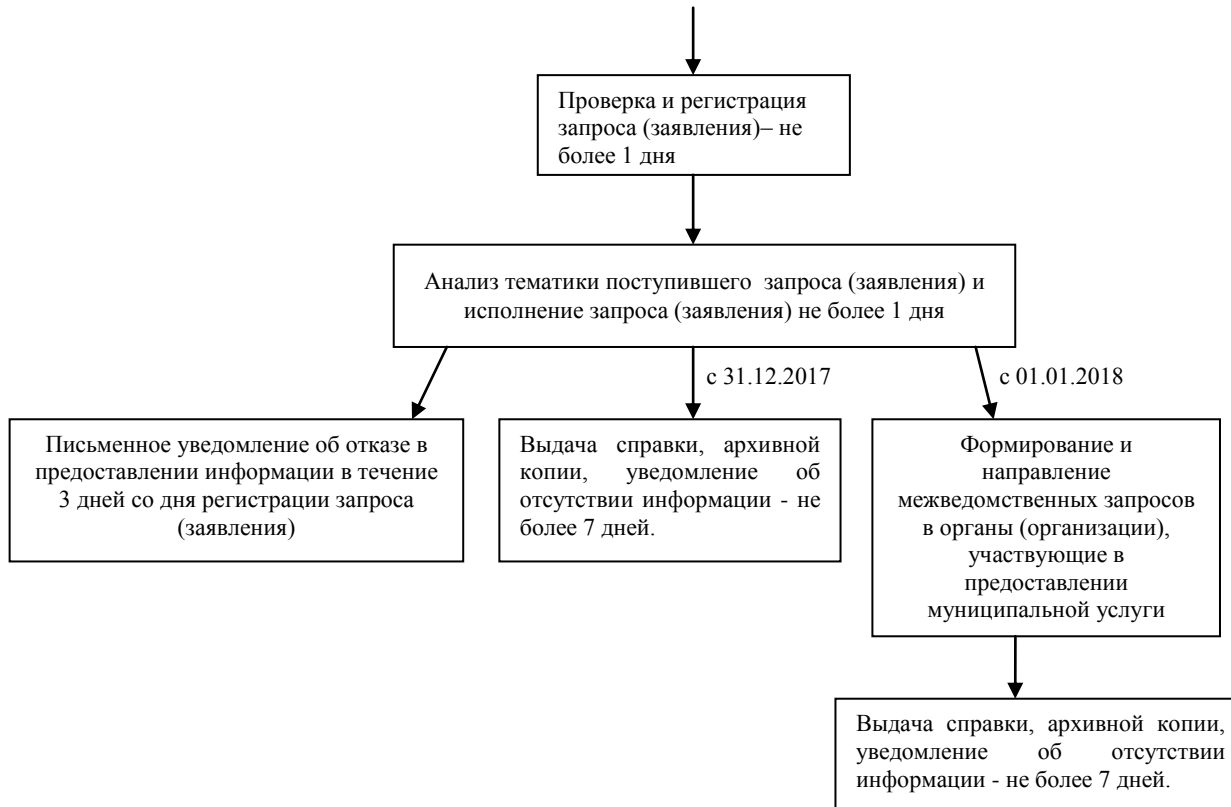 Проверка и регистрация
запроса (заявления)– не
более 1 дня
Анализ тематики поступившего запроса (заявления) и
исполнение запроса (заявления) не более 1 дня
с 31.12.2017
с 01.01.2018
Письменное уведомление об отказе в
предоставлении информации в течение
3 дней со дня регистрации запроса
(заявления)
Выдача справки, архивной
копии, уведомление об
отсутствии информации - не
более 7 дней.
Формирование и
направление
межведомственных запросов
в органы (организации),
участвующие в
предоставлении
муниципальной услуги
Выдача справки, архивной копии,
уведомление об отсутствии
информации - не более 7 дней.